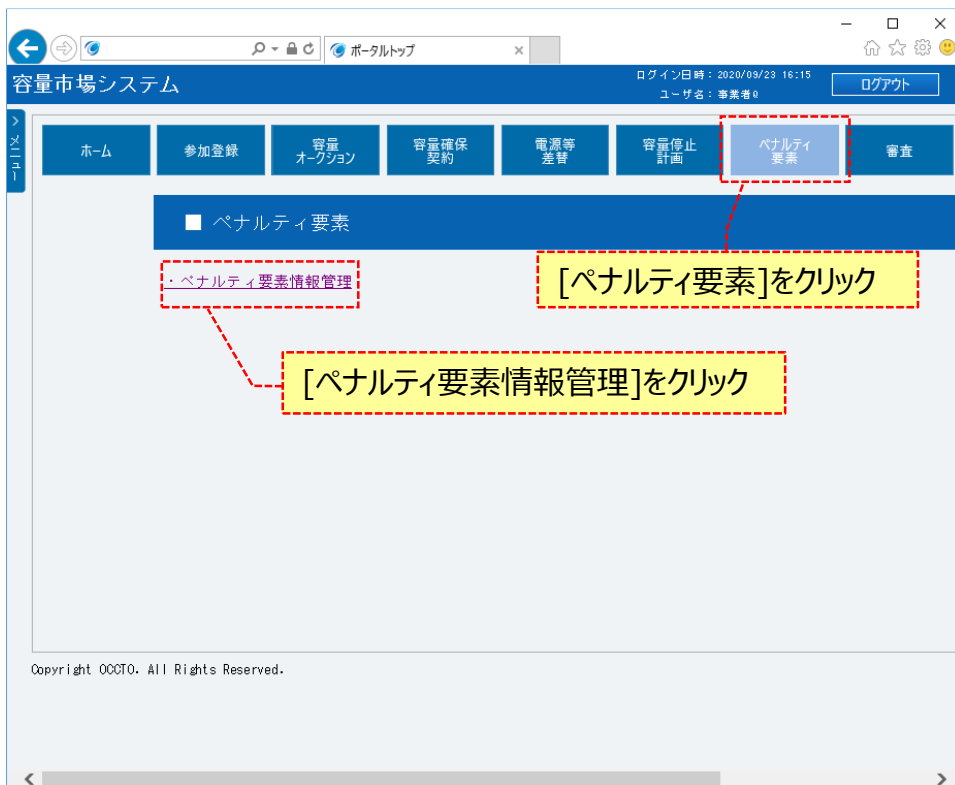 ポータルトップ
容量市場システム
ログイン日時：2020/09/23 16:15
ユーザ名：事業者Q
ログアウト
メニュー
ホーム
参加登録
容量
オークション
容量確保
契約
電源等
差替
容量停止
計画
ペナルティ
要素
審査
■ ペナルティ要素
・ペナルティ要素情報管理
[ペナルティ要素]をクリック
[ペナルティ要素情報管理]をクリック
Copyright OCCTO. All Rights Reserved.